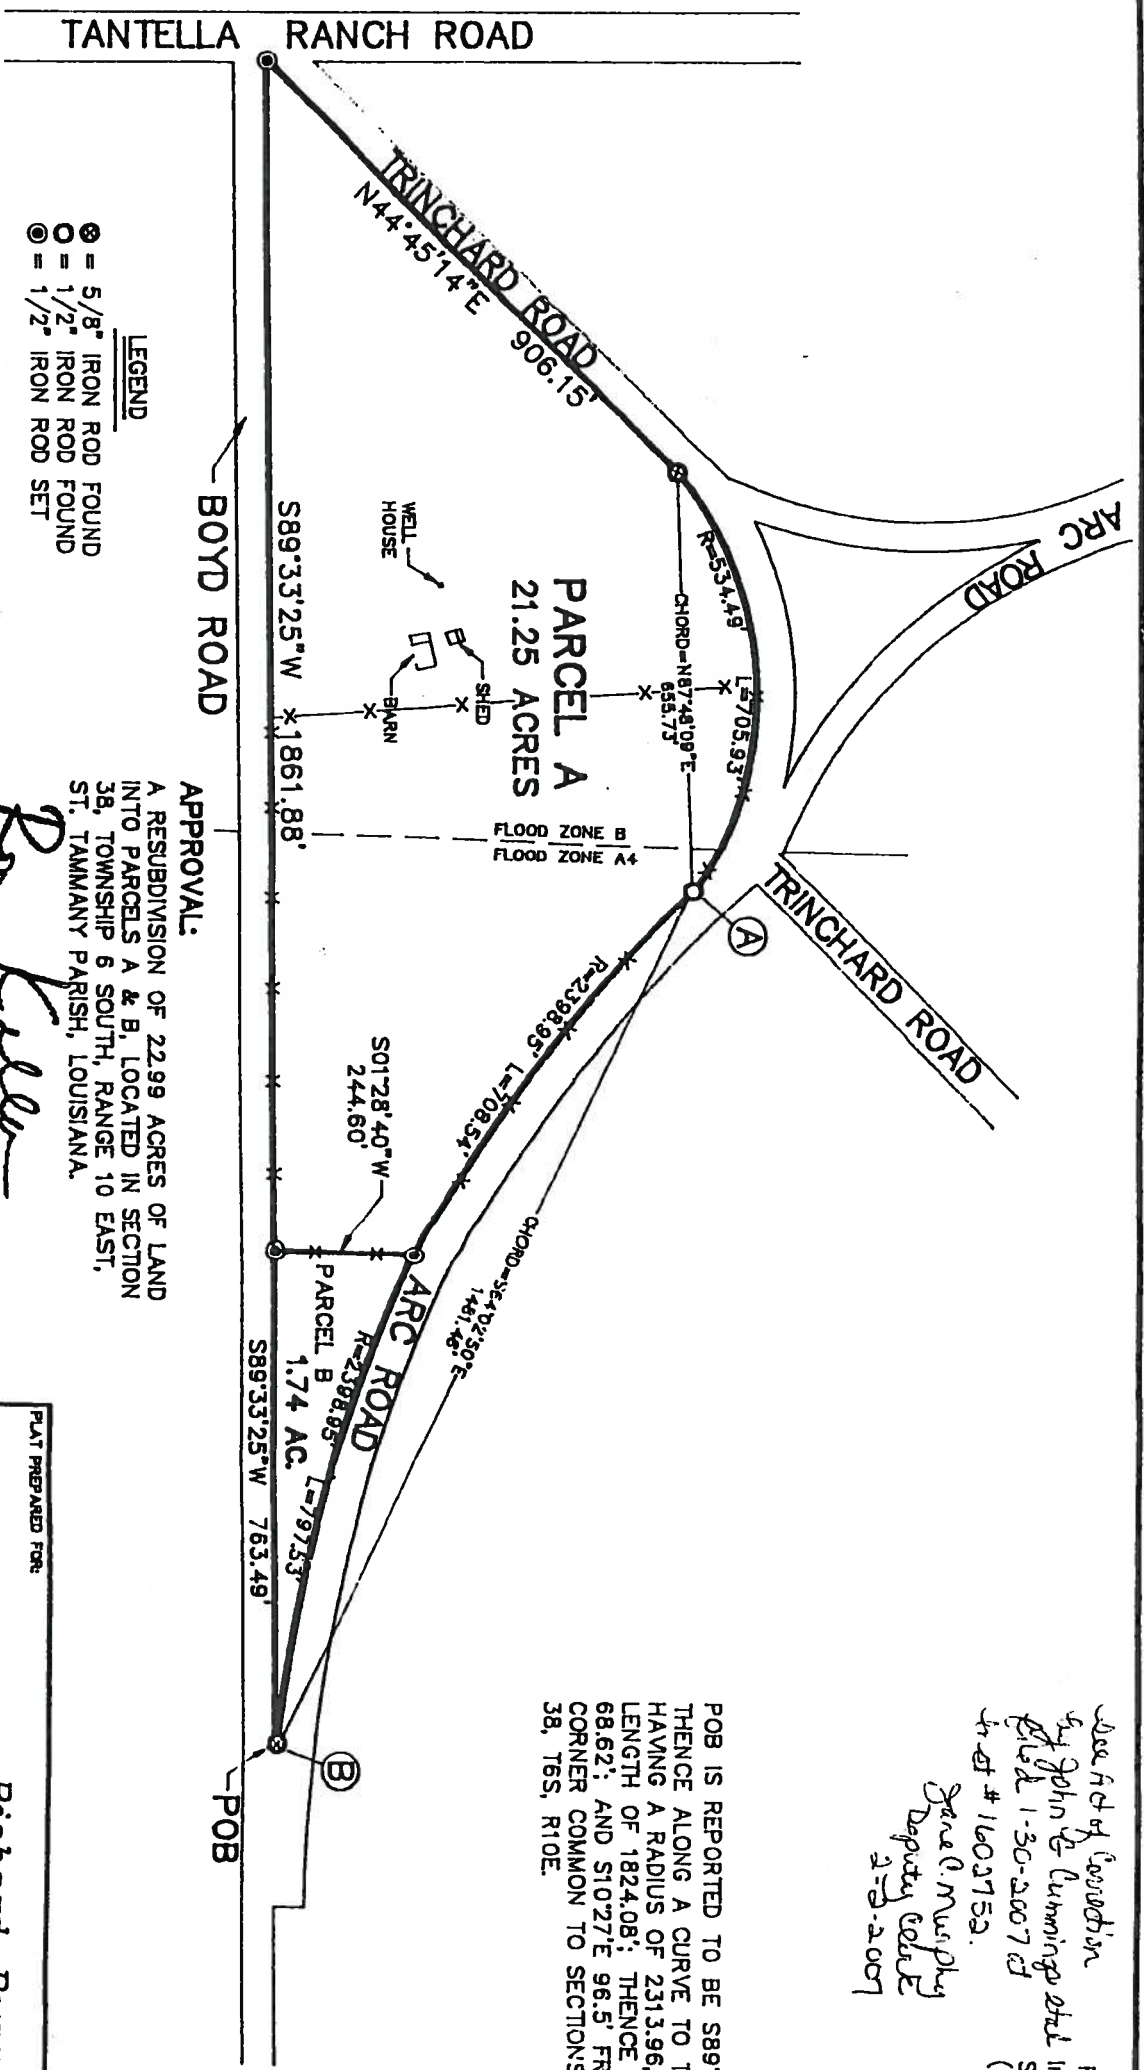 TANTELLA RANCH ROAD
TRINCHARD ROAD
N44°45'14"E 906.15'
ARC ROAD
ARC ROAD
R=534.49' L=705.93'
CHORD=N87°48'09"E
655.73'
PARCEL A
21.25 ACRES
WELL
HOUSE
SHED
BARN
FLOOD ZONE B
FLOOD ZONE A4
S89°33'25"W 1861.88'
BOYD ROAD
A
TRINCHARD ROAD
R=2398.95' L=708.54'
CHORD=S64°02'50"E
1461.46'
S01°28'40"W
244.60'
ARC ROAD
R=2398.95' L=797.53'
PARCEL B
1.74 AC.
S89°33'25"W 763.49'
B
POB
LEGEND
= 5/8" IRON ROD FOUND
= 1/2" IRON ROD FOUND
= 1/2" IRON ROD SET
APPROVAL:
A RESUBDIVISION OF 22.99 ACRES OF LAND
INTO PARCELS A & B, LOCATED IN SECTION
38, TOWNSHIP 6 SOUTH, RANGE 10 EAST,
ST. TAMMANY PARISH, LOUISIANA.
See Act of Correction
by John G Cummings etal
filed 1-30-2007 at
Inst # 1602752.
Jane C. Murphy
Deputy Clerk
2-2-2007
POB IS REPORTED TO BE S89°
THENCE ALONG A CURVE TO T
HAVING A RADIUS OF 2313.96,
LENGTH OF 1824.08'; THENCE
68.62'; AND S10°27'E 96.5' FR
CORNER COMMON TO SECTIONS
38, T6S, R10E.
PLAT PREPARED FOR: